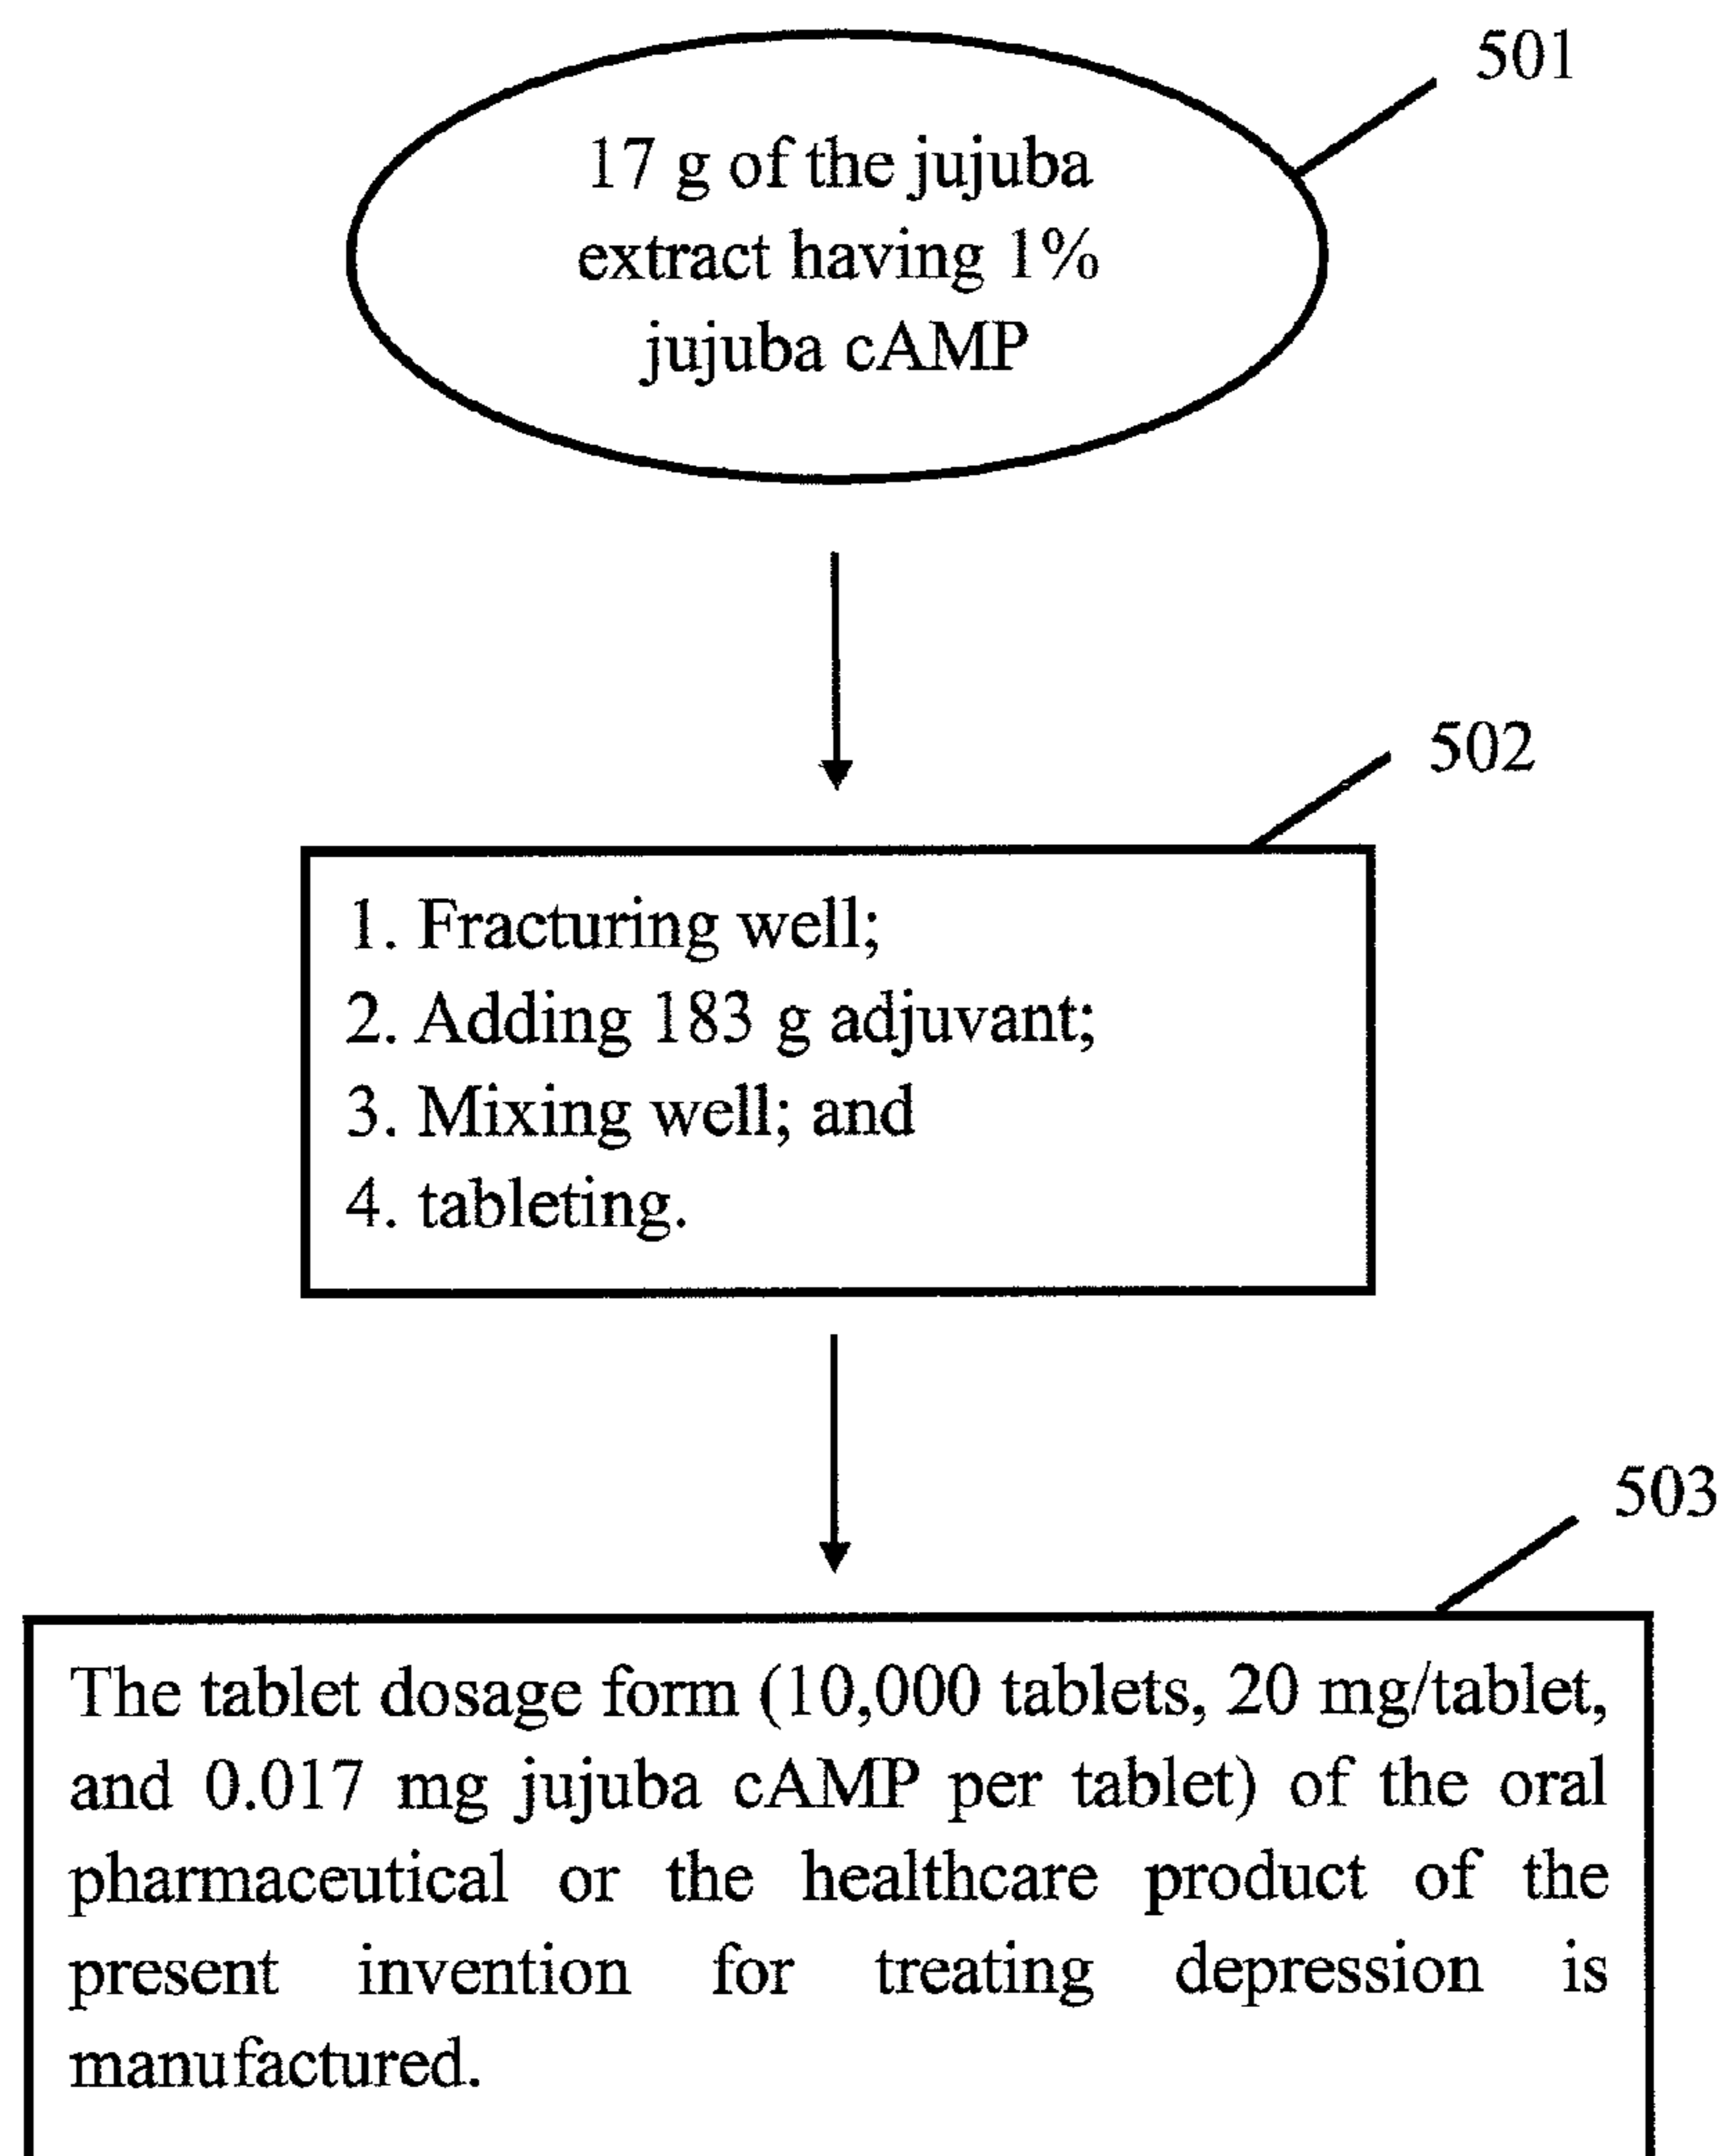 501
17 g of the jujuba
extract having 1%
jujuba cAMP
502
1. Fracturing well;
2. Adding 183 g adjuvant;
3. Mixing well; and
4. tableting.
503
The tablet dosage form (10,000 tablets, 20 mg/tablet,
and 0.017 mg jujuba cAMP per tablet) of the oral
pharmaceutical or the healthcare product of the
present invention for treating depression is
manufactured.